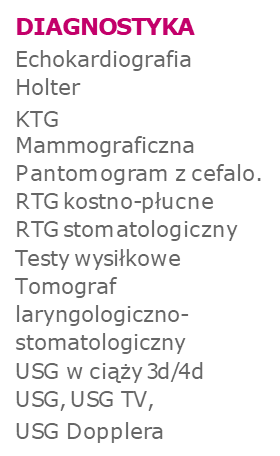 DIAGNOSTYKA
Echokardiografia
Holter
KTG
Mammograficzna
Pantomogram z cefalo.
RTG kostno-płucne
RTG stomatologiczny
Testy wysiłkowe
Tomograf
laryngologiczno-
stomatologiczny
USG w ciąży 3d/4d
USG, USG TV,
USG Dopplera